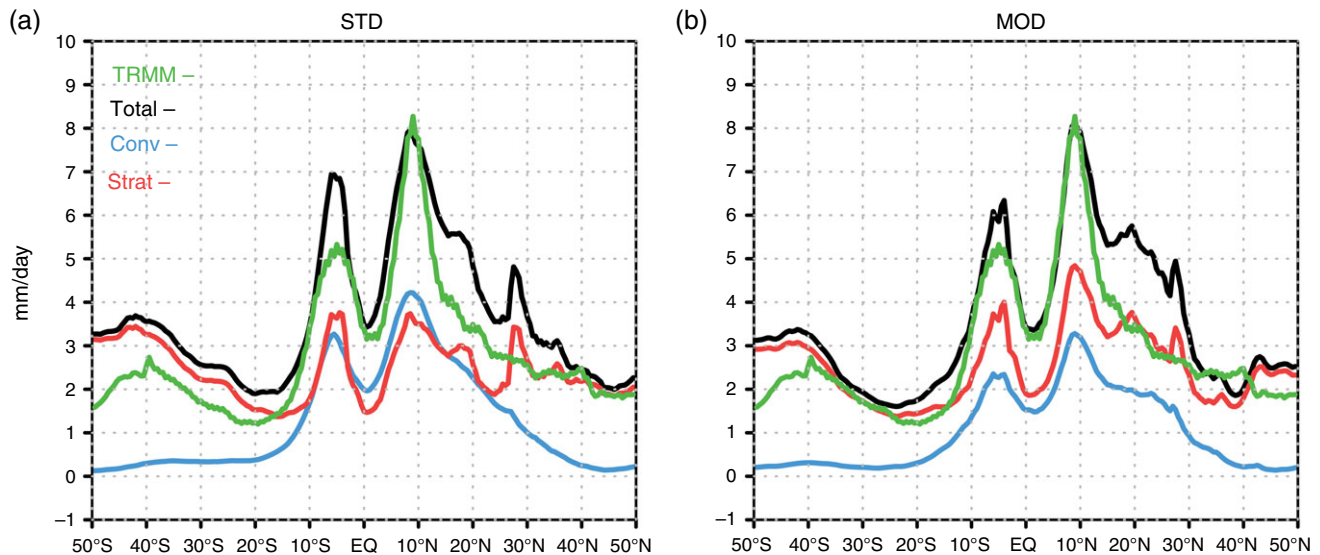 (a)
STD
(b)
MOD
TRMM –
Total –
Conv –
Strat –
mm/day
10
9
8
7
6
5
4
3
2
1
0
–1
50°S 40°S 30°S 20°S 10°S EQ 10°N 20°N 30°N 40°N 50°N
10
9
8
7
6
5
4
3
2
1
0
–1
50°S 40°S 30°S 20°S 10°S EQ 10°N 20°N 30°N 40°N 50°N